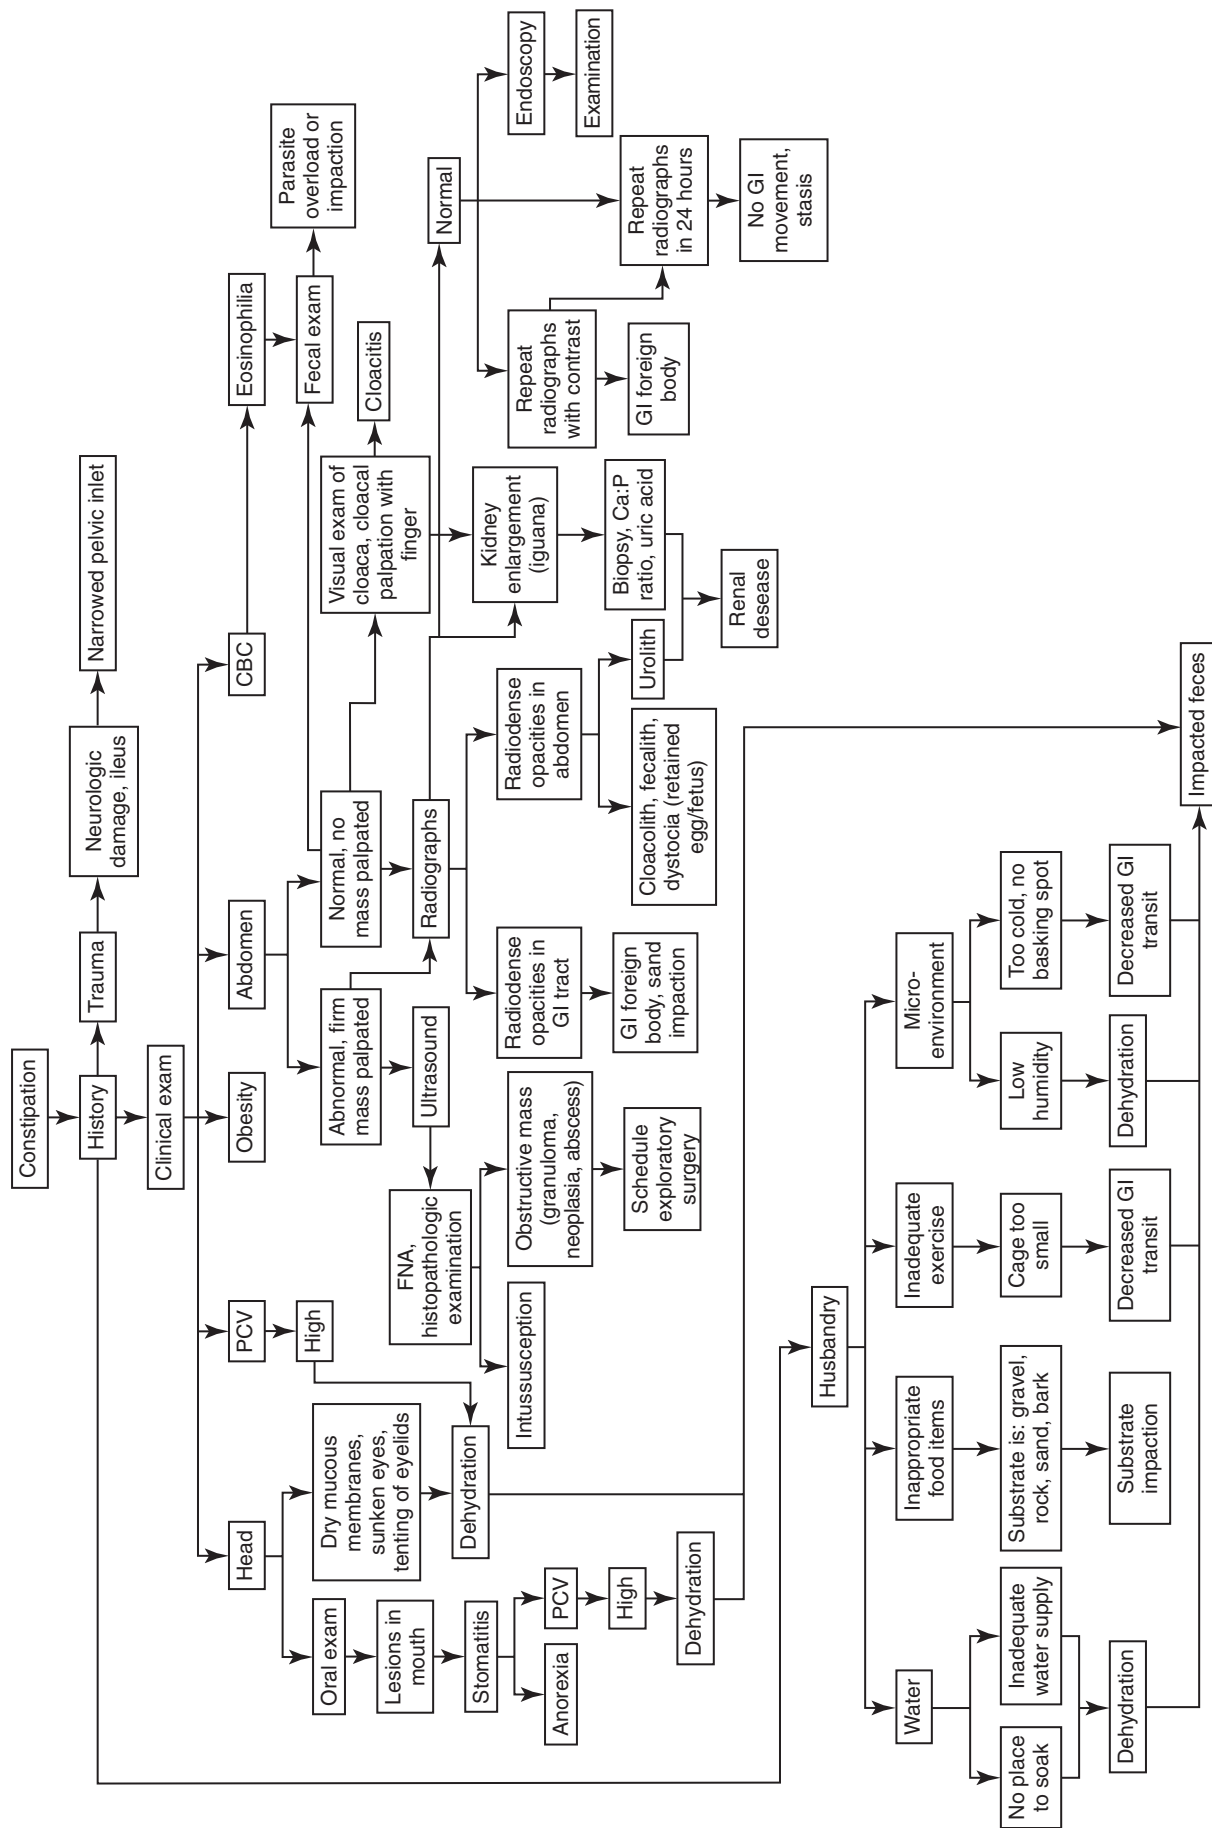 Constipation
History
Trauma
Neurologic
damage, ileus
Narrowed pelvic inlet
Clinical exam
Head
PCV
Obesity
Abdomen
CBC
Eosinophilia
High
Fecal exam
Parasite
overload or
impaction
Oral exam
Dry mucous
membranes,
sunken eyes,
tenting of eyelids
Abnormal, firm
mass palpated
Normal, no
mass palpated
Visual exam of
cloaca, cloacal
palpation with
finger
Cloacitis
Lesions in
mouth
FNA,
histopathologic
examination
Ultrasound
Radiographs
Normal
Stomatitis
Dehydration
Kidney
enlargement
(iguana)
Intussusception
Obstructive mass
(granuloma,
neoplasia, abscess)
Radiodense
opacities in
GI tract
Radiodense
opacities in
abdomen
Repeat
radiographs
with contrast
Endoscopy
Anorexia
PCV
High
Schedule
exploratory
surgery
GI foreign
body, sand
impaction
Cloacolith, fecalith,
dystocia (retained
egg/fetus)
Urolith
Biopsy, Ca:P
ratio, uric acid
GI foreign
body
Repeat
radiographs
in 24 hours
Examination
Dehydration
Renal
desease
No GI
movement,
stasis
Husbandry
Water
Inappropriate
food items
Inadequate
exercise
Micro-
environment
No place
to soak
Inadequate
water supply
Substrate is: gravel,
rock, sand, bark
Cage too
small
Low
humidity
Too cold, no
basking spot
Dehydration
Substrate
impaction
Decreased GI
transit
Dehydration
Decreased GI
transit
Impacted feces